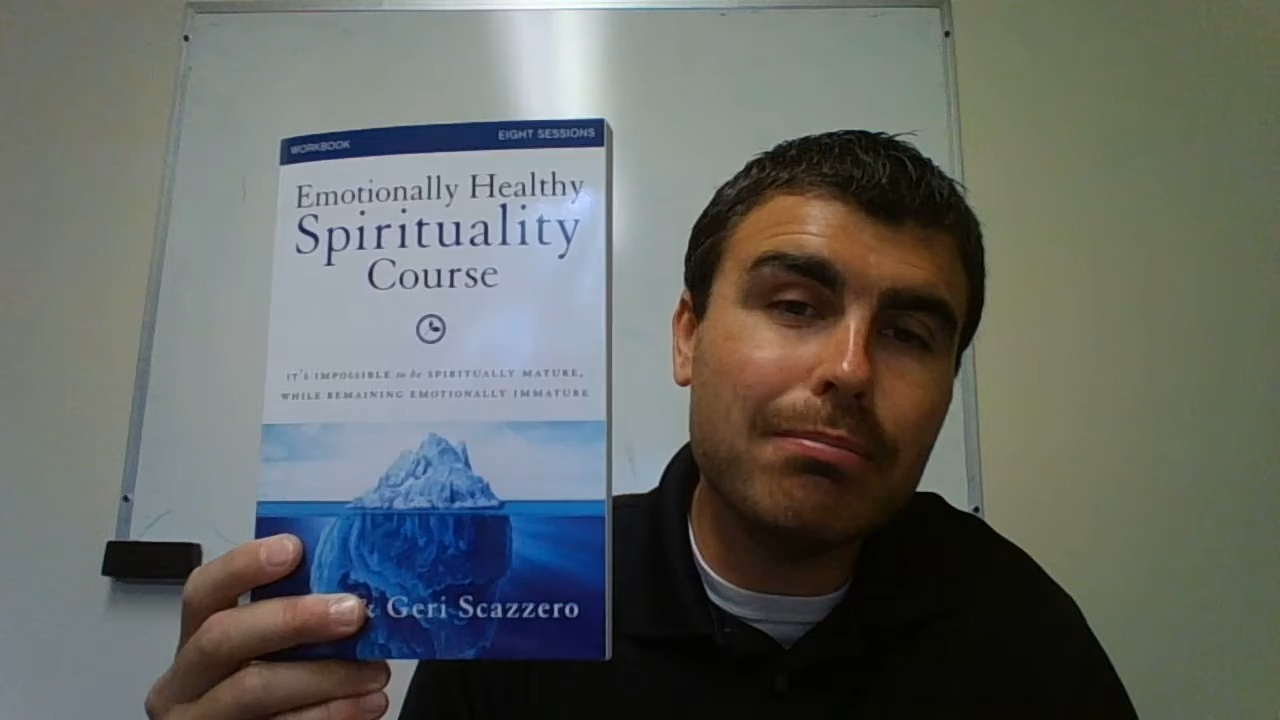 WORKBOOK
EIGHT SESSIONS
Emotionally Healthy
Spirituality
Course
IT'S IMPOSSIBLE to be SPIRITUALLY MATURE,
WHILE REMAINING EMOTIONALLY IMMATURE
& Geri Scazzero